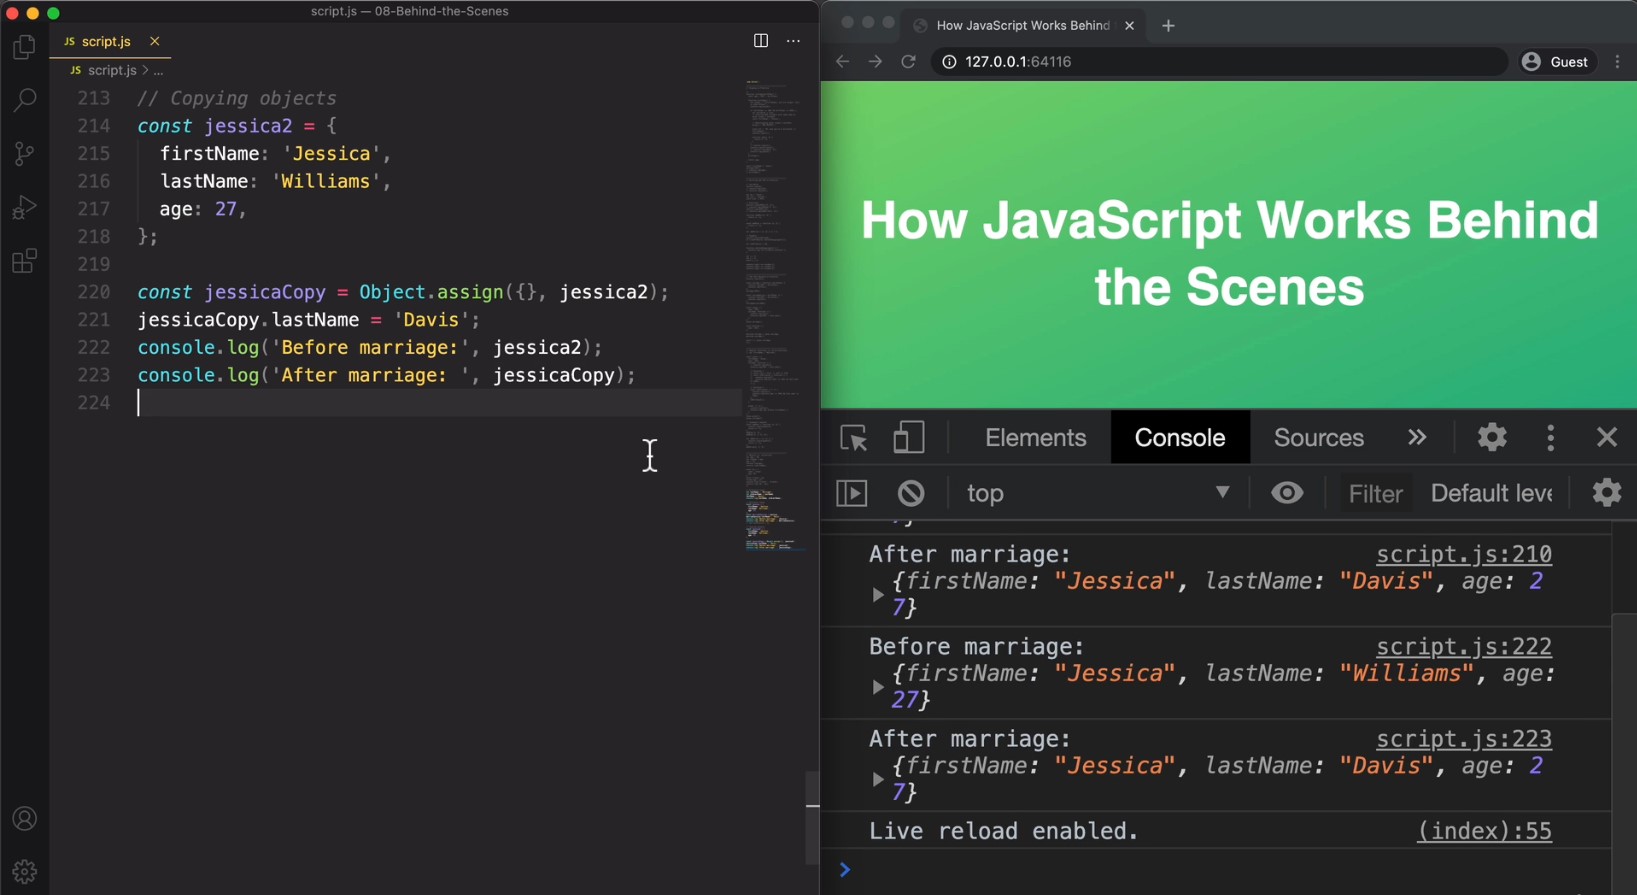 script.js — 08-Behind-the-Scenes
JS script.js ×
JS script.js > ...
213 // Copying objects
214 const jessica2 = {
215 firstName: 'Jessica',
216 lastName: 'Williams',
217 age: 27,
218 };
219
220 const jessicaCopy = Object.assign({}, jessica2);
221 jessicaCopy.lastName = 'Davis';
222 console.log('Before marriage:', jessica2);
223 console.log('After marriage: ', jessicaCopy);
224
How JavaScript Works Behind
127.0.0.1:64116
Guest
How JavaScript Works Behind
the Scenes
Elements Console Sources »
top Filter Default leve
After marriage: script.js:210
{firstName: "Jessica", lastName: "Davis", age: 2
7}
Before marriage: script.js:222
{firstName: "Jessica", lastName: "Williams", age:
27}
After marriage: script.js:223
{firstName: "Jessica", lastName: "Davis", age: 2
7}
Live reload enabled. (index):55
>